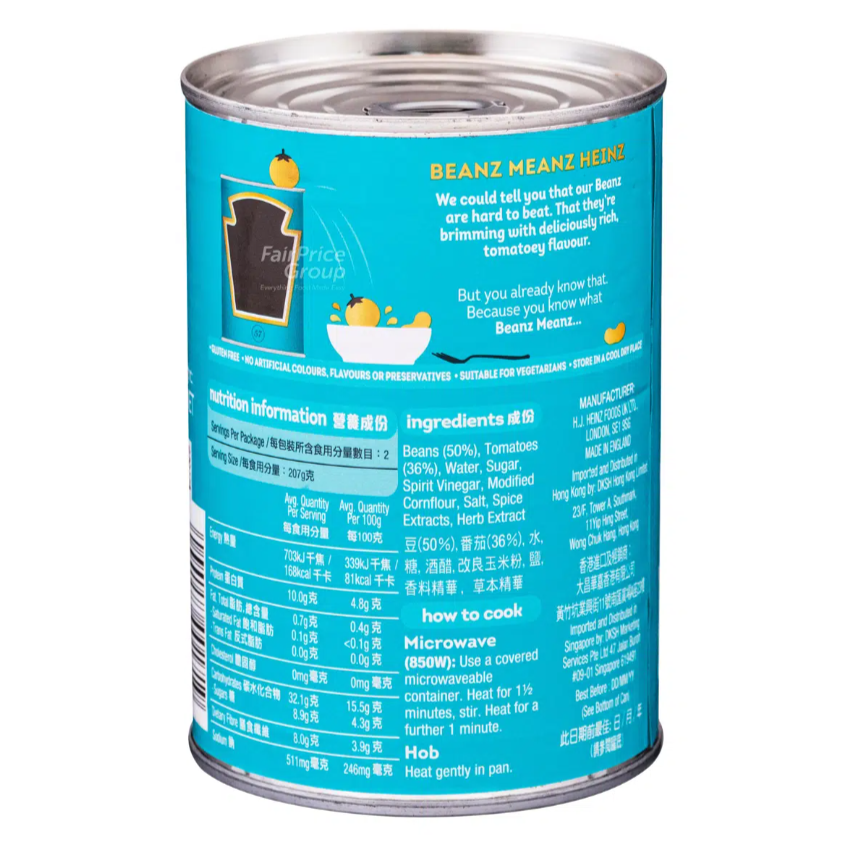 BEANZ MEANZ HEINZ
We could tell you that our Beanz
are hard to beat. That they're
brimming with deliciously rich,
tomatoey flavour.
But you already know that.
Because you know what
Beanz Meanz...
FairPrice
Group
• GLUTEN FREE • NO ARTIFICIAL COLOURS, FLAVOURS OR PRESERVATIVES • SUITABLE FOR VEGETARIANS • STORE IN A COOL DRY PLACE
nutrition information 營養成份
Servings Per Package /每包裝所含食用分量數目：2
Serving Size /每食用分量：207g克
Avg. Quantity Per Serving 每食用分量
Avg. Quantity Per 100g 每100克
Energy 熱量 703kJ千焦 / 168kcal千卡 339kJ千焦 / 81kcal千卡
Protein 蛋白質 10.0g克 4.8g克
Fat, Total 脂肪, 總含量 0.7g克 0.4g克
- Saturated Fat 飽和脂肪 0.1g克 <0.1g克
- Trans Fat 反式脂肪 0.0g克 0.0g克
Cholesterol 膽固醇 0mg毫克 0mg毫克
Carbohydrates 碳水化合物 32.1g克 15.5g克
Sugars 糖 8.9g克 4.3g克
Dietary Fibre 膳食纖維 8.0g克 3.9g克
Sodium 鈉 511mg毫克 246mg毫克
ingredients 成份
Beans (50%), Tomatoes
(36%), Water, Sugar,
Spirit Vinegar, Modified
Cornflour, Salt, Spice
Extracts, Herb Extract
豆(50%), 番茄(36%), 水,
糖, 酒醋, 改良玉米粉, 鹽,
香料精華, 草本精華
how to cook
Microwave
(850W): Use a covered
microwaveable
container. Heat for 1½
minutes, stir. Heat for a
further 1 minute.
Hob
Heat gently in pan.
MANUFACTURER:
H.J. HEINZ FOODS UK LTD,
LONDON, SE1 9SG
MADE IN ENGLAND
Imported and Distributed in
Hong Kong by: DKSH Hong Kong Limited
23/F, Tower A, Southmark,
11 Yip Hing Street,
Wong Chuk Hang, Hong Kong
香港進口及經銷商：
大昌華嘉香港有限公司
Imported and Distributed in
Singapore by: DKSH Marketing
Services Pte Ltd 47 Jalan Buroh
#09-01 Singapore 619491
Best Before: DD/MM/YY
(See Bottom of Can)
此日期前最佳: 日 / 月 / 年